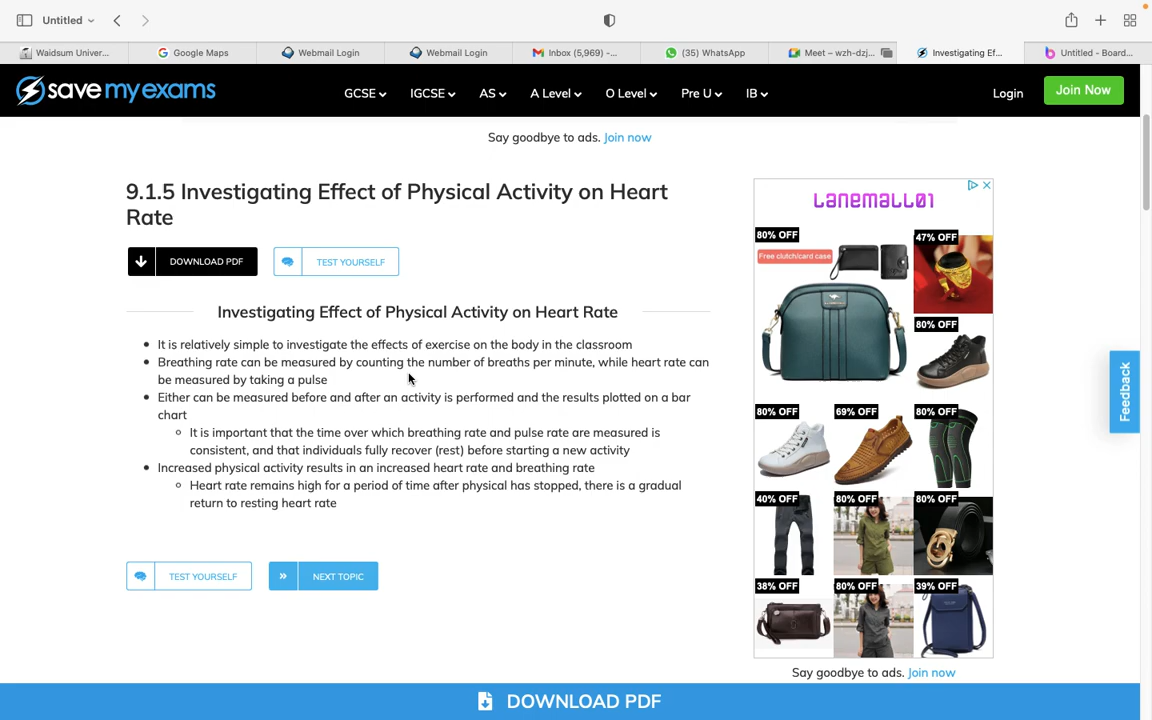 Untitled
Waidsum Univer...
Google Maps
Webmail Login
Webmail Login
Inbox (5,969) -...
(35) WhatsApp
Meet – wzh-dzj...
Investigating Ef...
Untitled - Board...
save my exams
GCSE
IGCSE
AS
A Level
O Level
Pre U
IB
Login
Join Now
Say goodbye to ads. Join now
9.1.5 Investigating Effect of Physical Activity on Heart
Rate
DOWNLOAD PDF
TEST YOURSELF
Investigating Effect of Physical Activity on Heart Rate
It is relatively simple to investigate the effects of exercise on the body in the classroom
Breathing rate can be measured by counting the number of breaths per minute, while heart rate can
be measured by taking a pulse
Either can be measured before and after an activity is performed and the results plotted on a bar
chart
It is important that the time over which breathing rate and pulse rate are measured is
consistent, and that individuals fully recover (rest) before starting a new activity
Increased physical activity results in an increased heart rate and breathing rate
Heart rate remains high for a period of time after physical has stopped, there is a gradual
return to resting heart rate
TEST YOURSELF
NEXT TOPIC
LANEMALL01
80% OFF
Free clutch/card case
47% OFF
80% OFF
80% OFF
69% OFF
80% OFF
40% OFF
80% OFF
80% OFF
38% OFF
80% OFF
39% OFF
Say goodbye to ads. Join now
Feedback
DOWNLOAD PDF